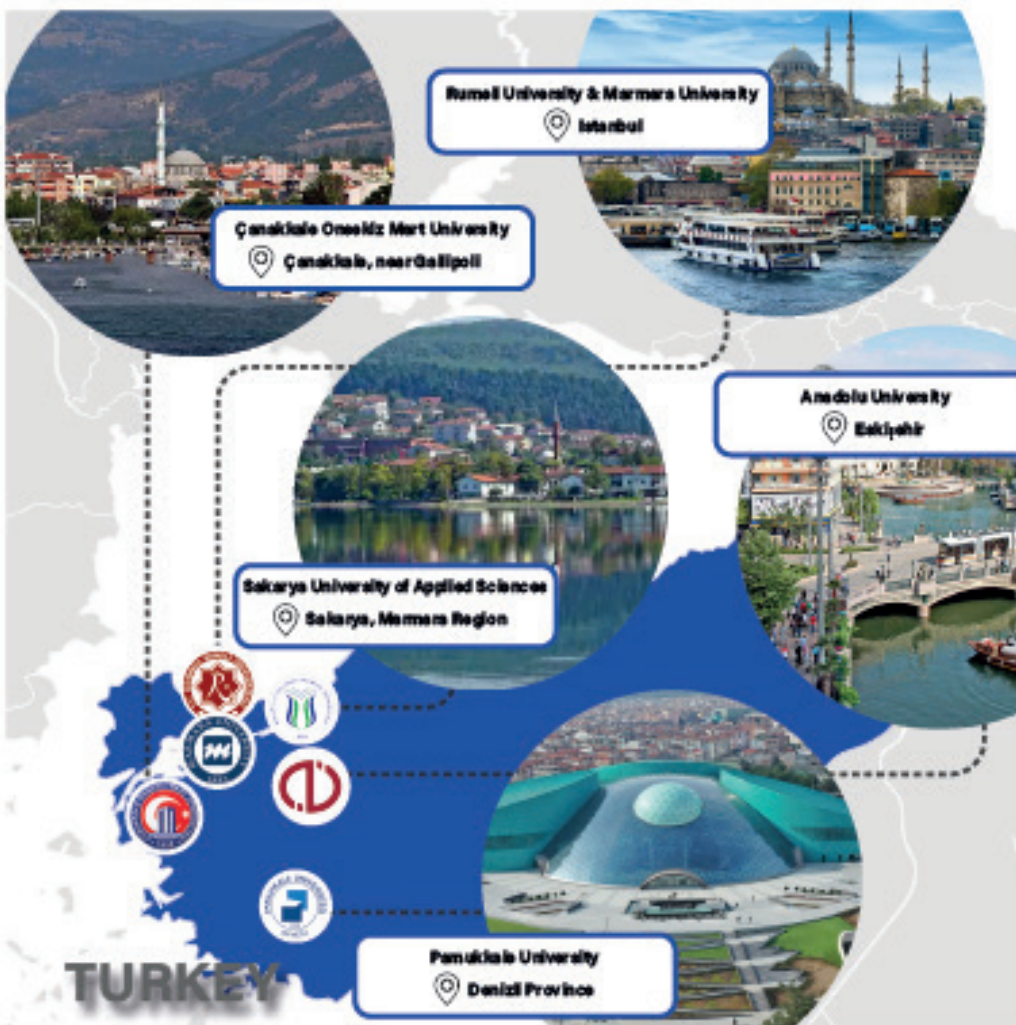 Rumeli University & Marmara University
Istanbul
Çanakkale Onsekiz Mart University
Çanakkale, near Gallipoli
Anadolu University
Eskişehir
Sakarya University of Applied Sciences
Sakarya, Marmara Region
Pamukkale University
Denizli Province
TURKEY